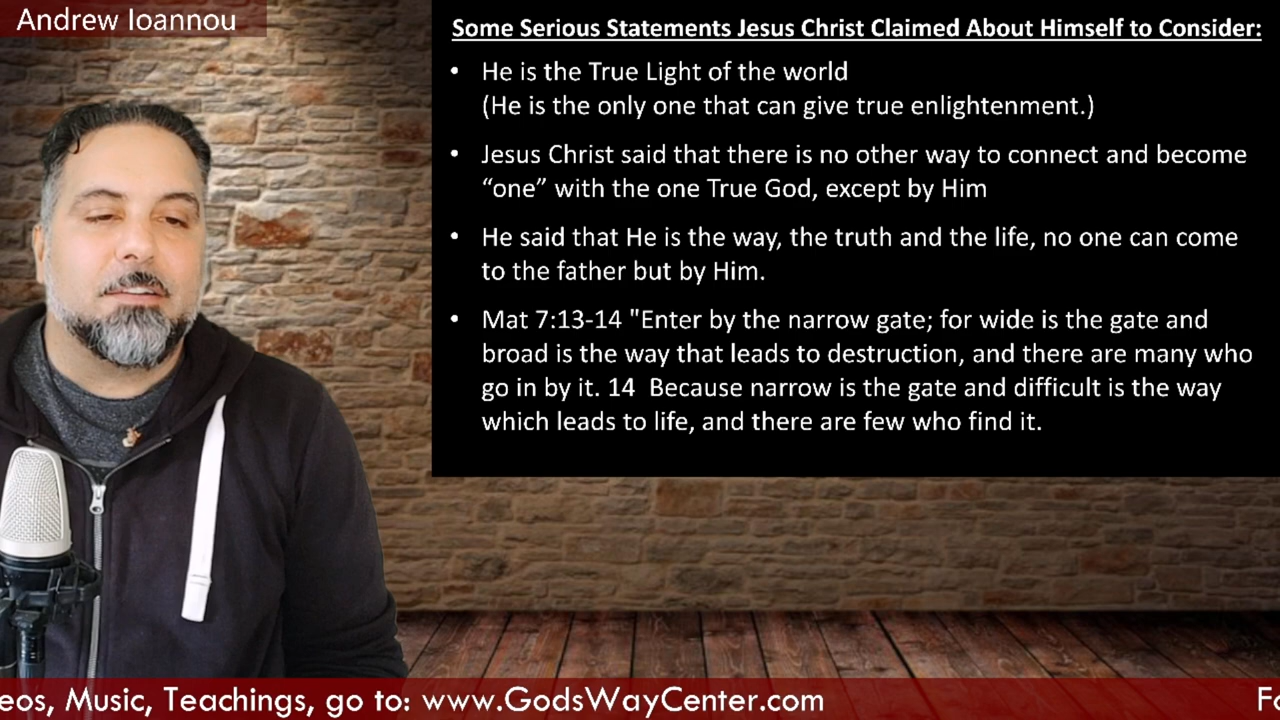 Andrew Ioannou
Some Serious Statements Jesus Christ Claimed About Himself to Consider:
• He is the True Light of the world
(He is the only one that can give true enlightenment.)
• Jesus Christ said that there is no other way to connect and become
“one” with the one True God, except by Him
• He said that He is the way, the truth and the life, no one can come
to the father but by Him.
• Mat 7:13-14 "Enter by the narrow gate; for wide is the gate and
broad is the way that leads to destruction, and there are many who
go in by it. 14 Because narrow is the gate and difficult is the way
which leads to life, and there are few who find it.
eos, Music, Teachings, go to: www.GodsWayCenter.com